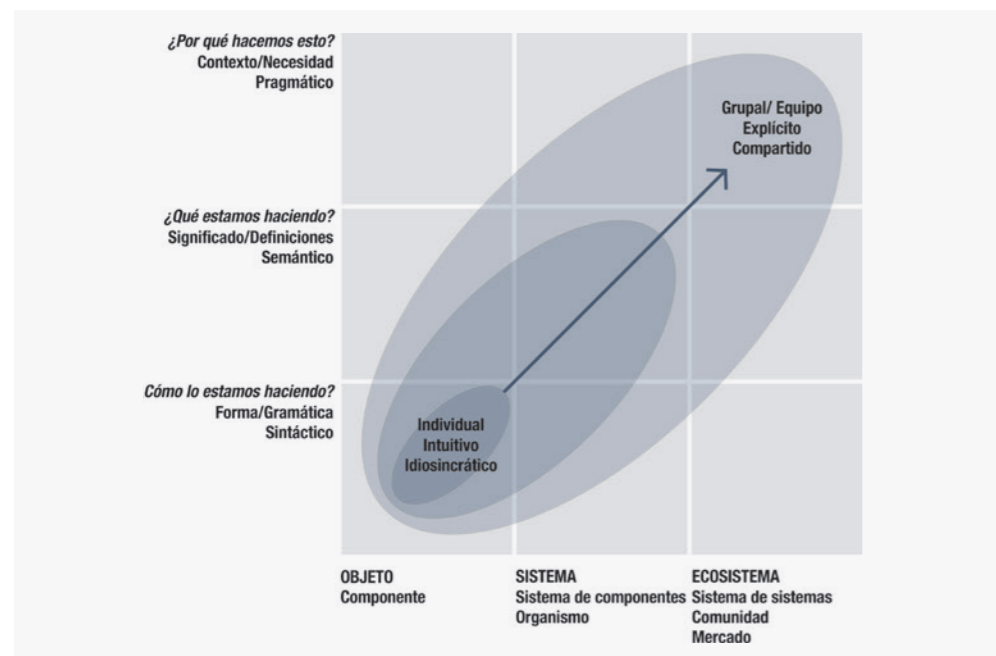 ¿Por qué hacemos esto?
Contexto/Necesidad
Pragmático
Grupal/ Equipo
Explícito
Compartido
¿Qué estamos haciendo?
Significado/Definiciones
Semántico
Cómo lo estamos haciendo?
Forma/Gramática
Sintáctico
Individual
Intuitivo
Idiosincrático
OBJETO
Componente
SISTEMA
Sistema de componentes
Organismo
ECOSISTEMA
Sistema de sistemas
Comunidad
Mercado